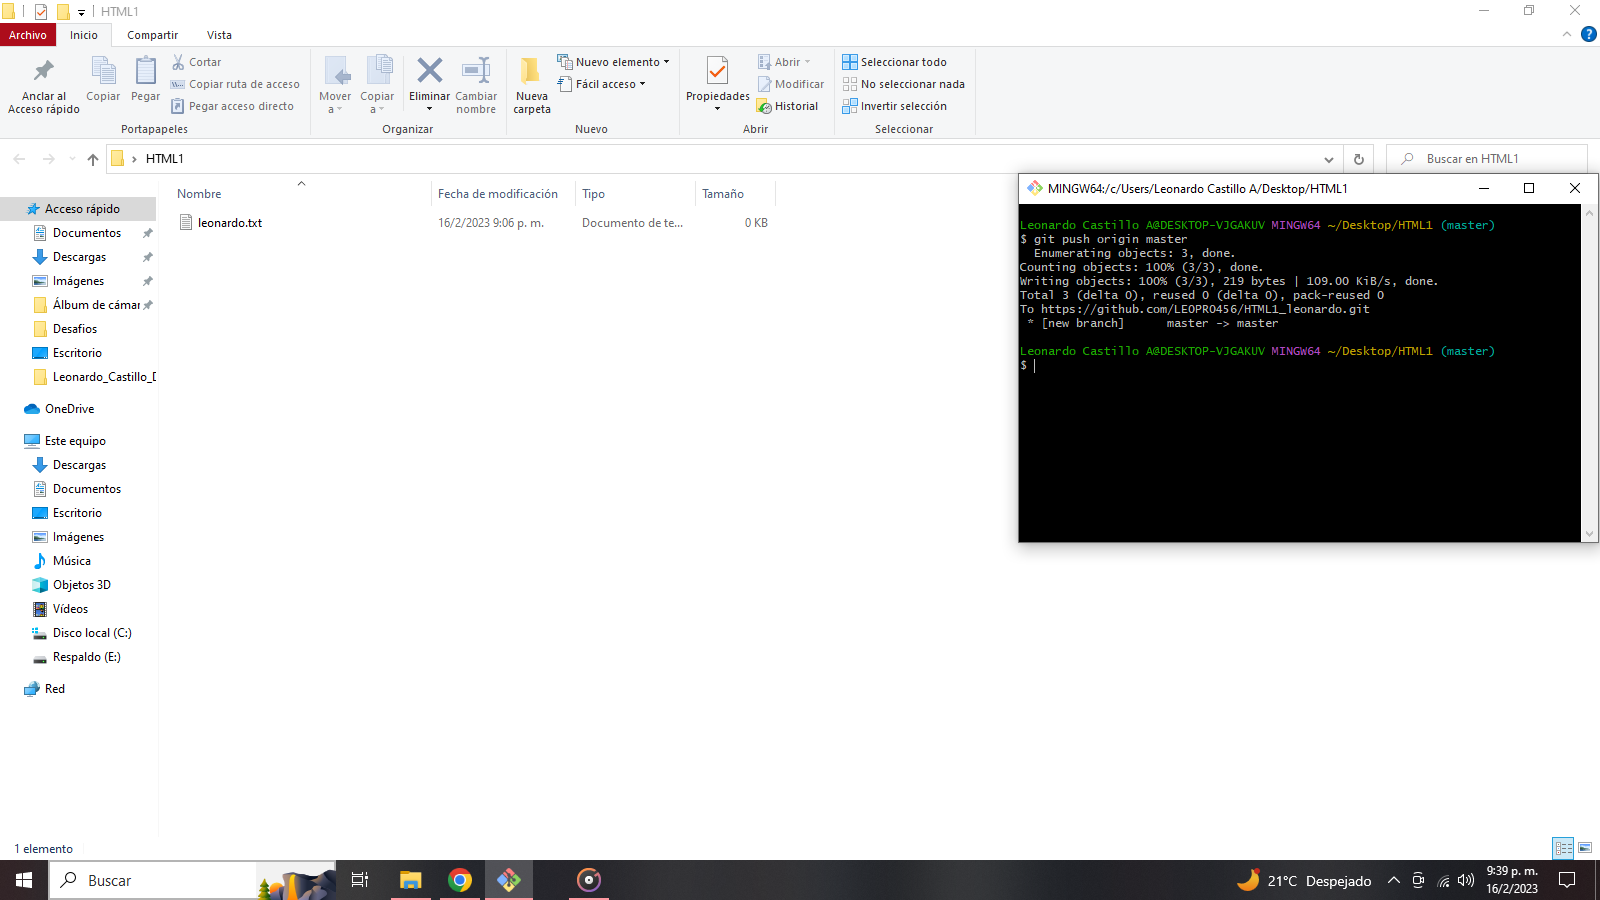 HTML1
Archivo
Inicio
Compartir
Vista
Anclar al
Acceso rápido
Copiar
Pegar
Cortar
Copiar ruta de acceso
Pegar acceso directo
Portapapeles
Mover
a
Copiar
a
Eliminar
Cambiar
nombre
Organizar
Nueva
carpeta
Nuevo elemento
Fácil acceso
Nuevo
Propiedades
Abrir
Modificar
Historial
Abrir
Seleccionar todo
No seleccionar nada
Invertir selección
Seleccionar
HTML1
Buscar en HTML1
Nombre
Fecha de modificación
Tipo
Tamaño
leonardo.txt
16/2/2023 9:06 p. m.
Documento de te...
0 KB
Acceso rápido
Documentos
Descargas
Imágenes
Álbum de cámar
Desafios
Escritorio
Leonardo_Castillo_D
OneDrive
Este equipo
Descargas
Documentos
Escritorio
Imágenes
Música
Objetos 3D
Vídeos
Disco local (C:)
Respaldo (E:)
Red
MINGW64:/c/Users/Leonardo Castillo A/Desktop/HTML1
Leonardo Castillo A@DESKTOP-VJGAKUV MINGW64 ~/Desktop/HTML1 (master)
$ git push origin master
Enumerating objects: 3, done.
Counting objects: 100% (3/3), done.
Writing objects: 100% (3/3), 219 bytes | 109.00 KiB/s, done.
Total 3 (delta 0), reused 0 (delta 0), pack-reused 0
To https://github.com/LEOPRO456/HTML1_leonardo.git
* [new branch]      master -> master
Leonardo Castillo A@DESKTOP-VJGAKUV MINGW64 ~/Desktop/HTML1 (master)
$
1 elemento
Buscar
21°C Despejado
9:39 p. m.
16/2/2023